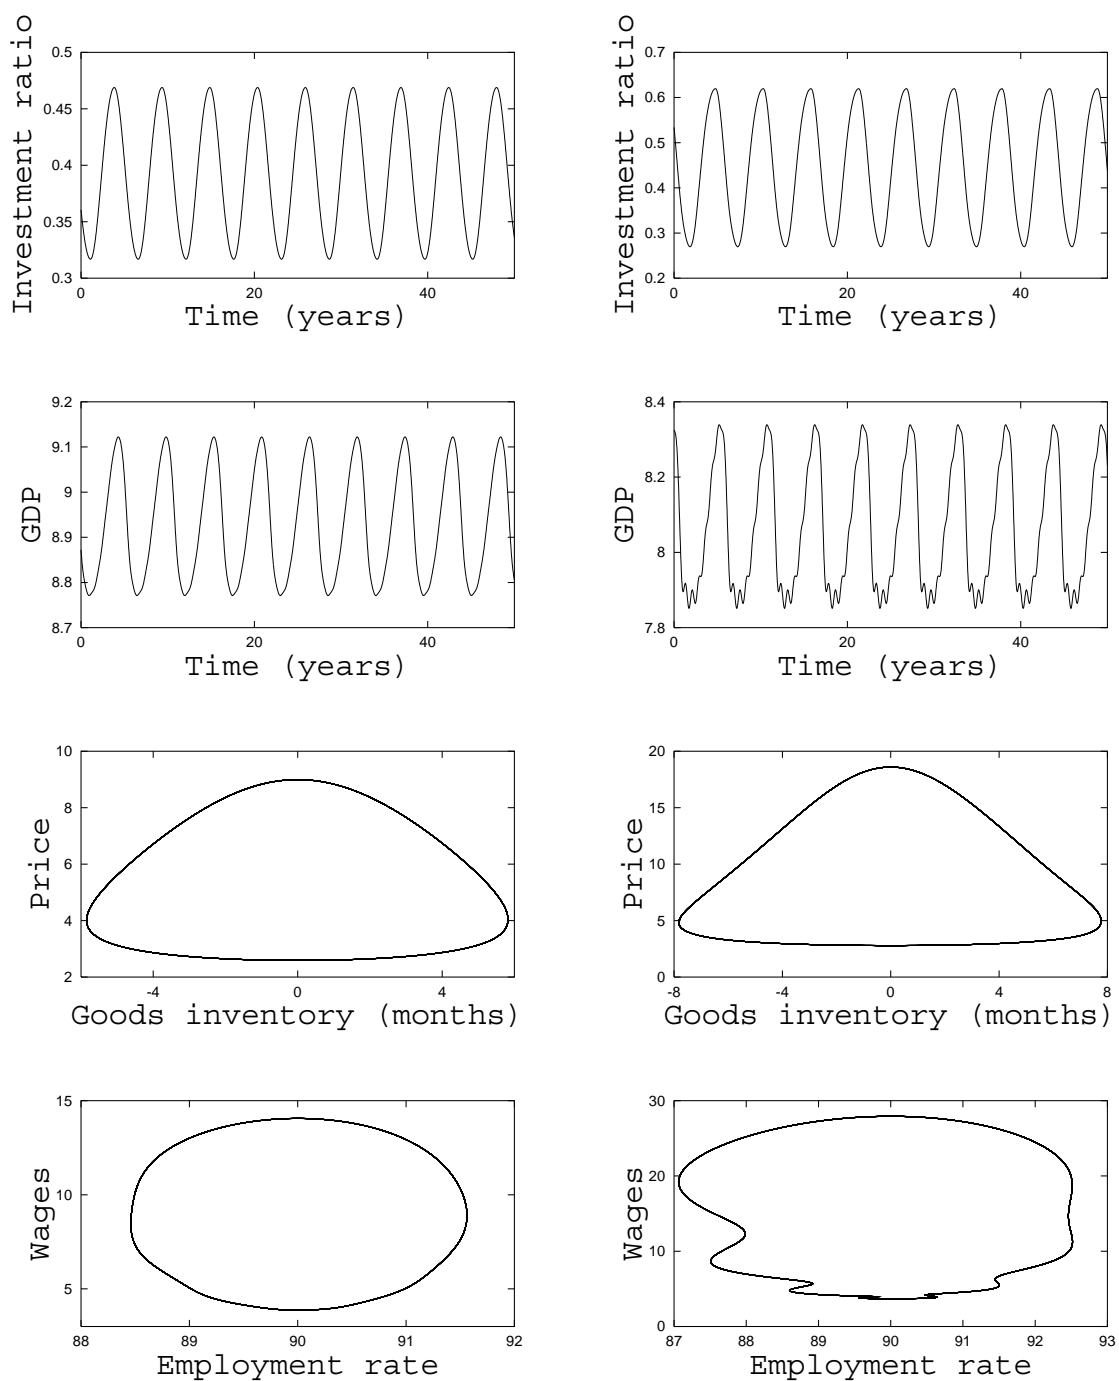 Investment ratio
0.5
0.45
0.4
0.35
0.3
0 20 40
Time (years)
Investment ratio
0.7
0.6
0.5
0.4
0.3
0.2
0 20 40
Time (years)
GDP
9.2
9.1
9
8.9
8.8
8.7
0 20 40
Time (years)
GDP
8.4
8.2
8
7.8
0 20 40
Time (years)
Price
10
8
6
4
2
-4 0 4
Goods inventory (months)
Price
20
15
10
5
0
-8 -4 0 4 8
Goods inventory (months)
Wages
15
10
5
88 89 90 91 92
Employment rate
Wages
30
20
10
0
87 88 89 90 91 92 93
Employment rate